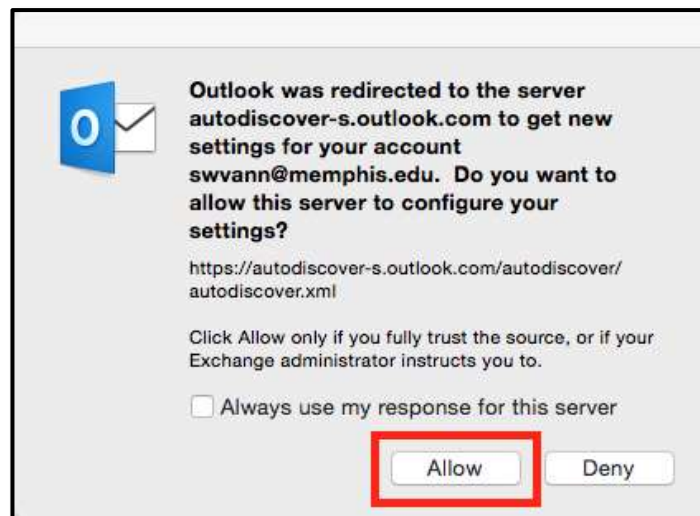 Outlook was redirected to the server
autodiscover-s.outlook.com to get new
settings for your account
swvann@memphis.edu.  Do you want to
allow this server to configure your
settings?
https://autodiscover-s.outlook.com/autodiscover/
autodiscover.xml
Click Allow only if you fully trust the source, or if your
Exchange administrator instructs you to.
Always use my response for this server
Allow Deny